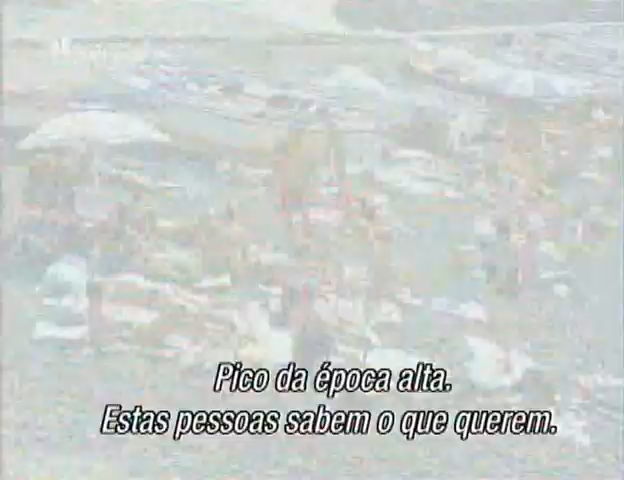 Pico da época alta.
Estas pessoas sabem o que querem.